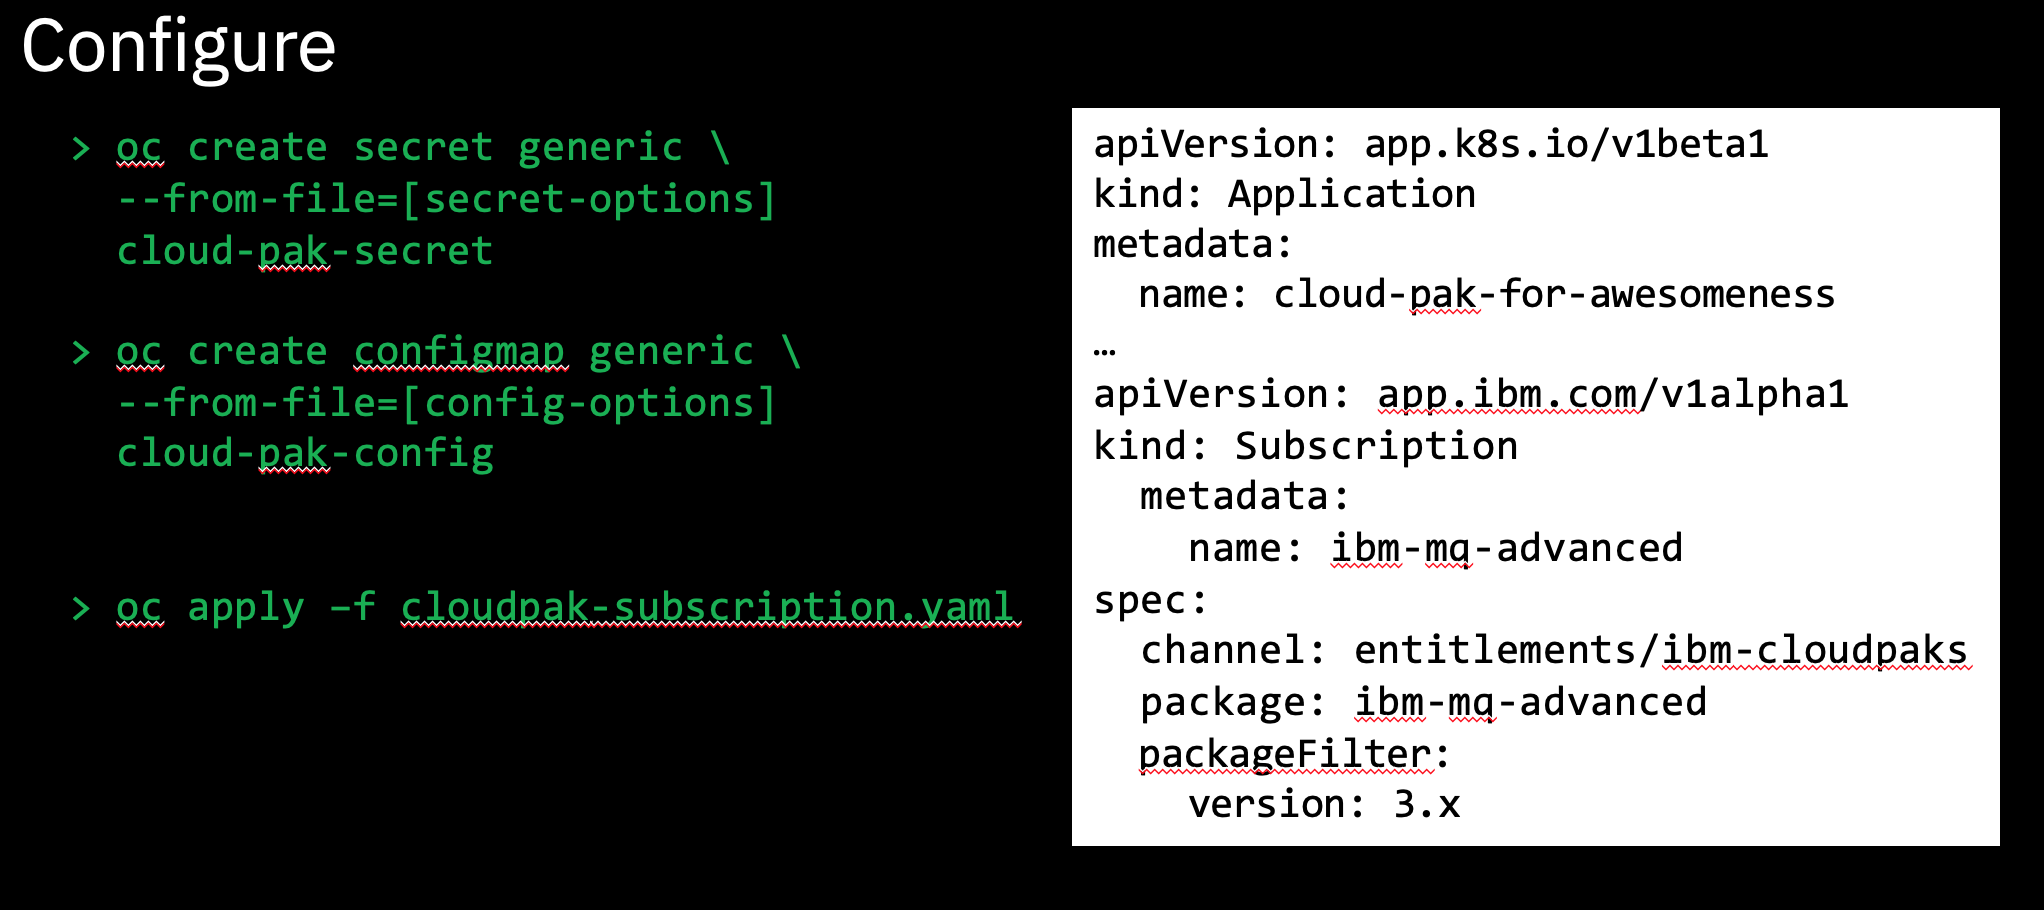 Configure
> oc create secret generic \
--from-file=[secret-options]
cloud-pak-secret
> oc create configmap generic \
--from-file=[config-options]
cloud-pak-config
> oc apply –f cloudpak-subscription.yaml
apiVersion: app.k8s.io/v1beta1
kind: Application
metadata:
  name: cloud-pak-for-awesomeness
…
apiVersion: app.ibm.com/v1alpha1
kind: Subscription
  metadata:
    name: ibm-mq-advanced
spec:
  channel: entitlements/ibm-cloudpaks
  package: ibm-mq-advanced
  packageFilter:
    version: 3.x